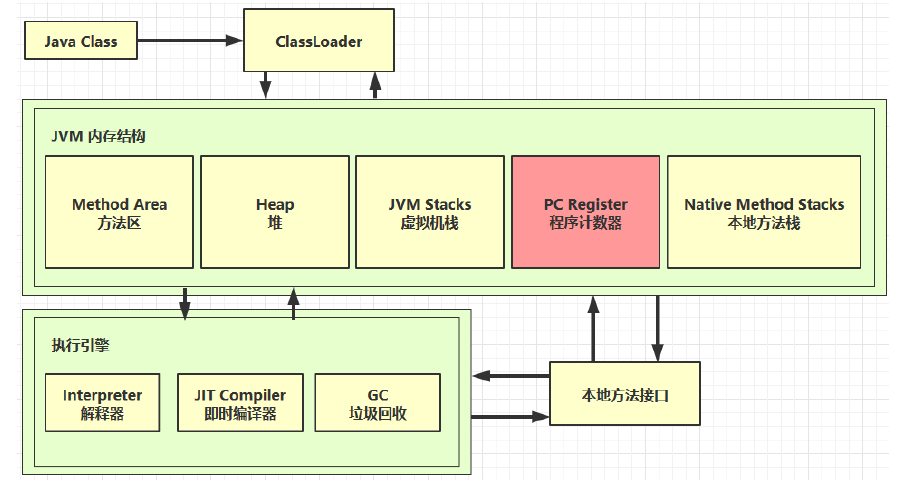 Java Class
ClassLoader
JVM 内存结构
Method Area
方法区
Heap
堆
JVM Stacks
虚拟机栈
PC Register
程序计数器
Native Method Stacks
本地方法栈
执行引擎
Interpreter
解释器
JIT Compiler
即时编译器
GC
垃圾回收
本地方法接口